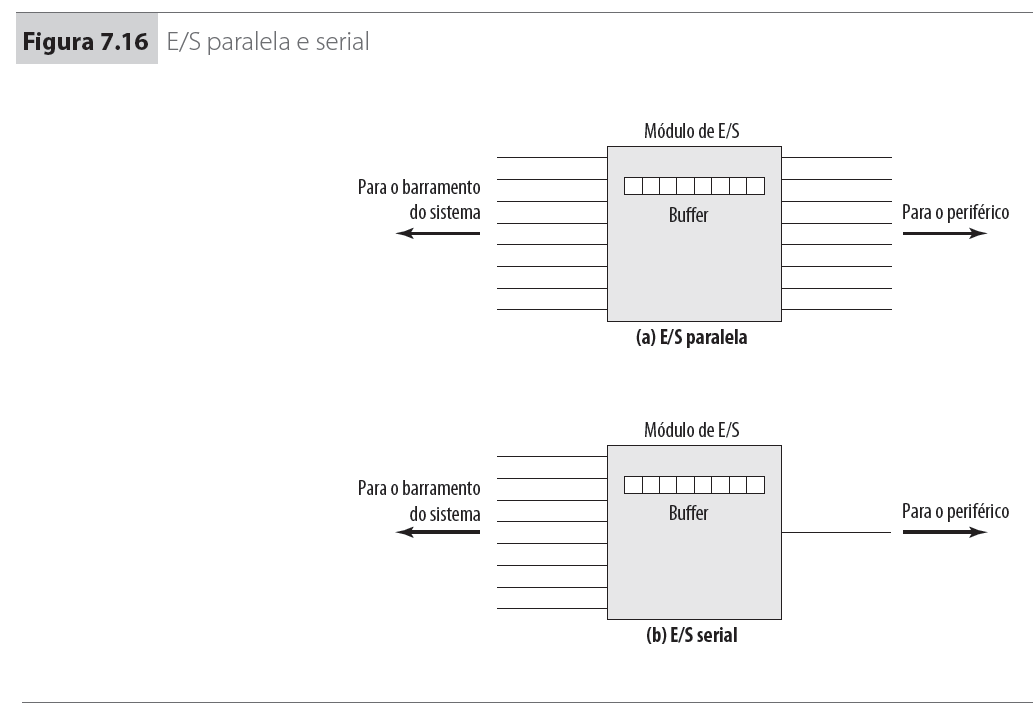 Figura 7.16 E/S paralela e serial
Módulo de E/S
Para o barramento
do sistema
Buffer
Para o periférico
(a) E/S paralela
Módulo de E/S
Para o barramento
do sistema
Buffer
Para o periférico
(b) E/S serial